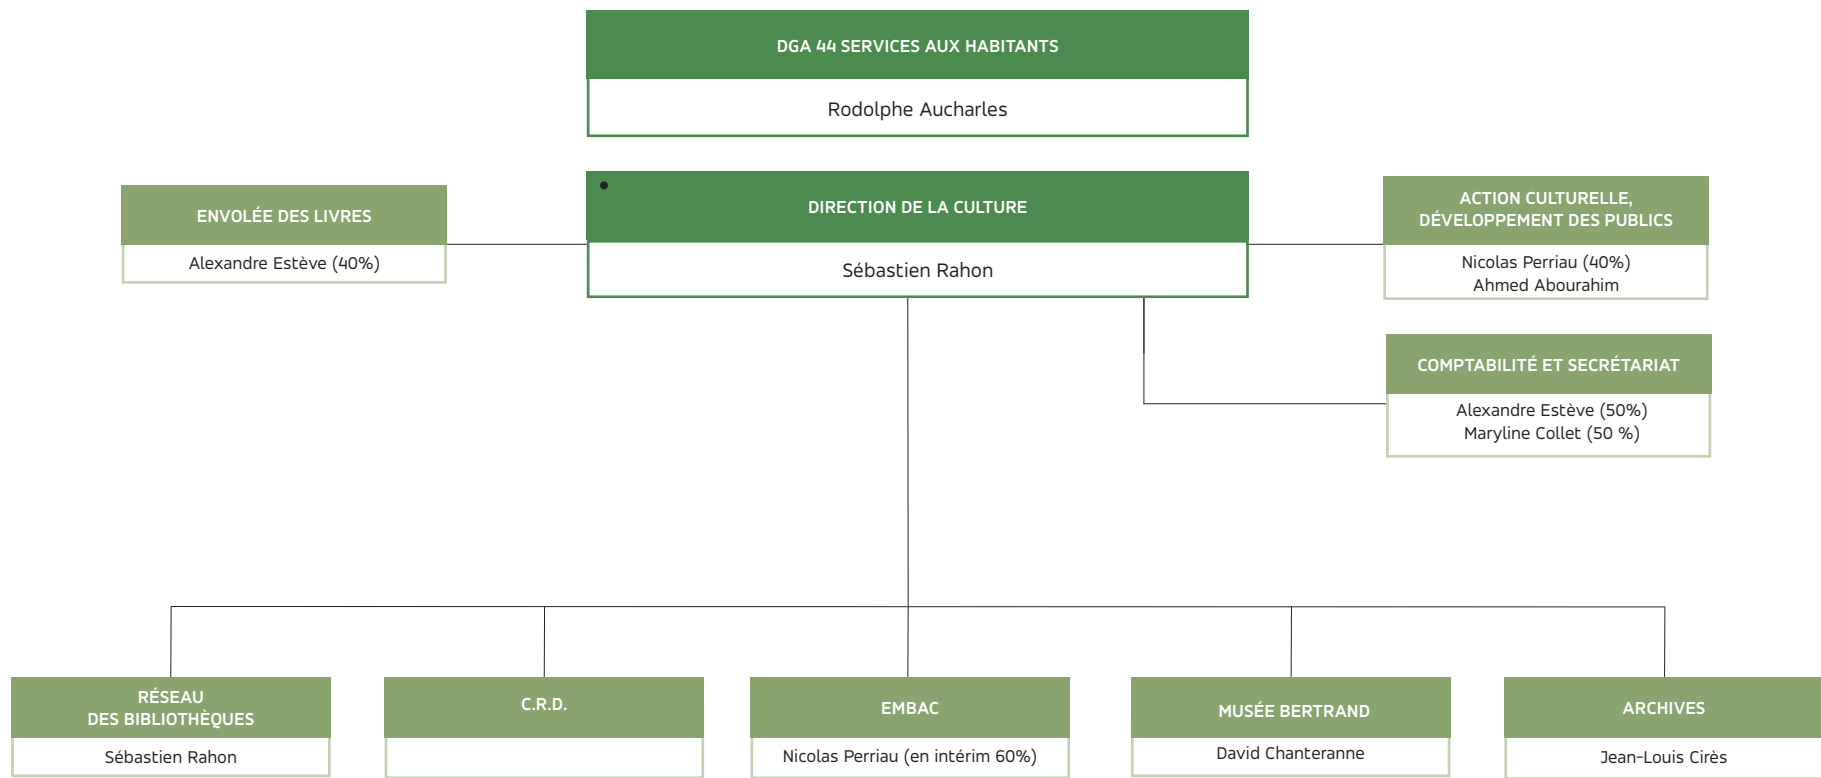 DGA 44 SERVICES AUX HABITANTS
Rodolphe Aucharles
ENVOLÉE DES LIVRES
Alexandre Estève (40%)
DIRECTION DE LA CULTURE
Sébastien Rahon
ACTION CULTURELLE,
DÉVELOPPEMENT DES PUBLICS
Nicolas Perriau (40%)
Ahmed Abourahim
COMPTABILITÉ ET SECRÉTARIAT
Alexandre Estève (50%)
Maryline Collet (50 %)
RÉSEAU
DES BIBLIOTHÈQUES
Sébastien Rahon
C.R.D.
EMBAC
Nicolas Perriau (en intérim 60%)
MUSÉE BERTRAND
David Chanteranne
ARCHIVES
Jean-Louis Cirès